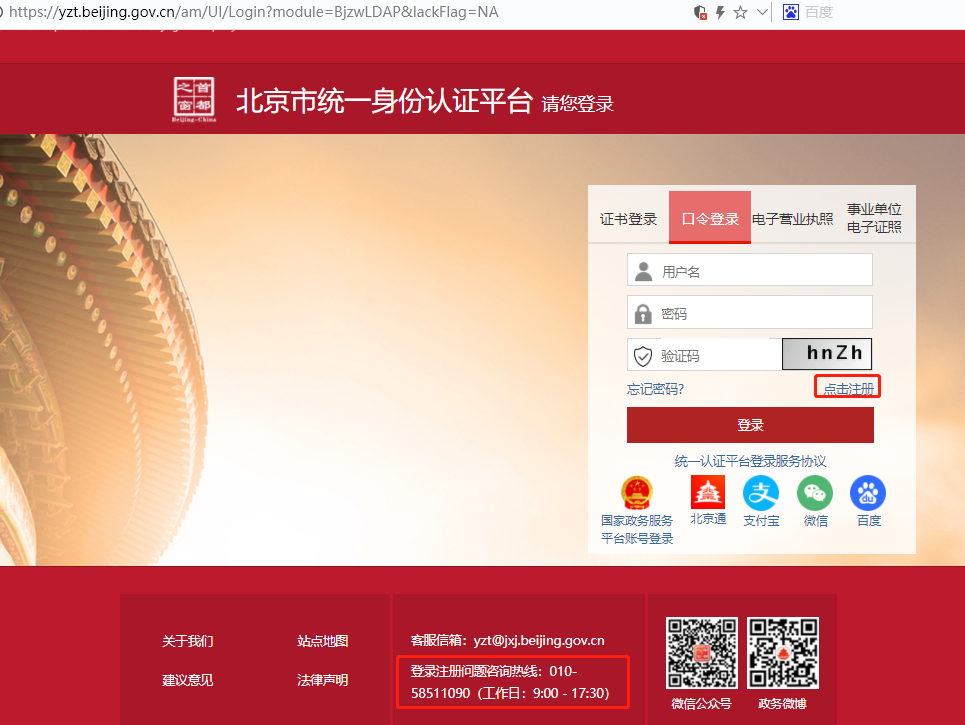 https://yzt.beijing.gov.cn/am/UI/Login?module=BjzwLDAP&lackFlag=NA
百度
首都之窗
Beijing-China
北京市统一身份认证平台 请您登录
证书登录
口令登录
电子营业执照
事业单位
电子证照
用户名
密码
验证码
hnZh
忘记密码?
点击注册
登录
统一认证平台登录服务协议
国家政务服务
平台账号登录
北京通
支付宝
微信
百度
关于我们
站点地图
建议意见
法律声明
客服信箱：yzt@jxj.beijing.gov.cn
登录注册问题咨询热线：010-
58511090（工作日：9:00 - 17:30）
微信公众号
政务微博